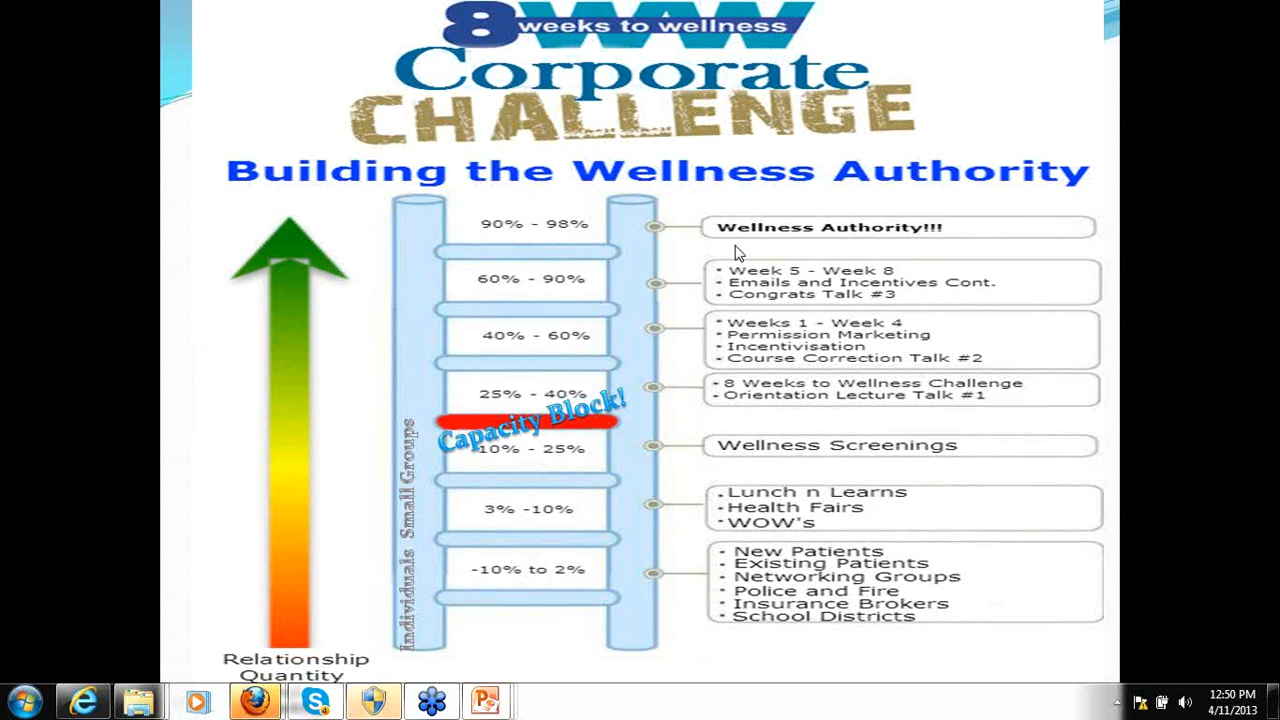 8WW
weeks to wellness
Corporate
CHALLENGE
Building the Wellness Authority
90% - 98%
Wellness Authority!!!
60% - 90%
· Week 5 - Week 8
· Emails and Incentives Cont.
· Congrats Talk #3
40% - 60%
· Weeks 1 - Week 4
· Permission Marketing
· Incentivisation
· Course Correction Talk #2
25% - 40%
· 8 Weeks to Wellness Challenge
· Orientation Lecture Talk #1
Capacity Block!
10% - 25%
Wellness Screenings
3% -10%
· Lunch n Learns
· Health Fairs
· WOW's
-10% to 2%
· New Patients
· Existing Patients
· Networking Groups
· Police and Fire
· Insurance Brokers
· School Districts
Individuals Small Groups
Relationship
Quantity
12:50 PM
4/11/2013